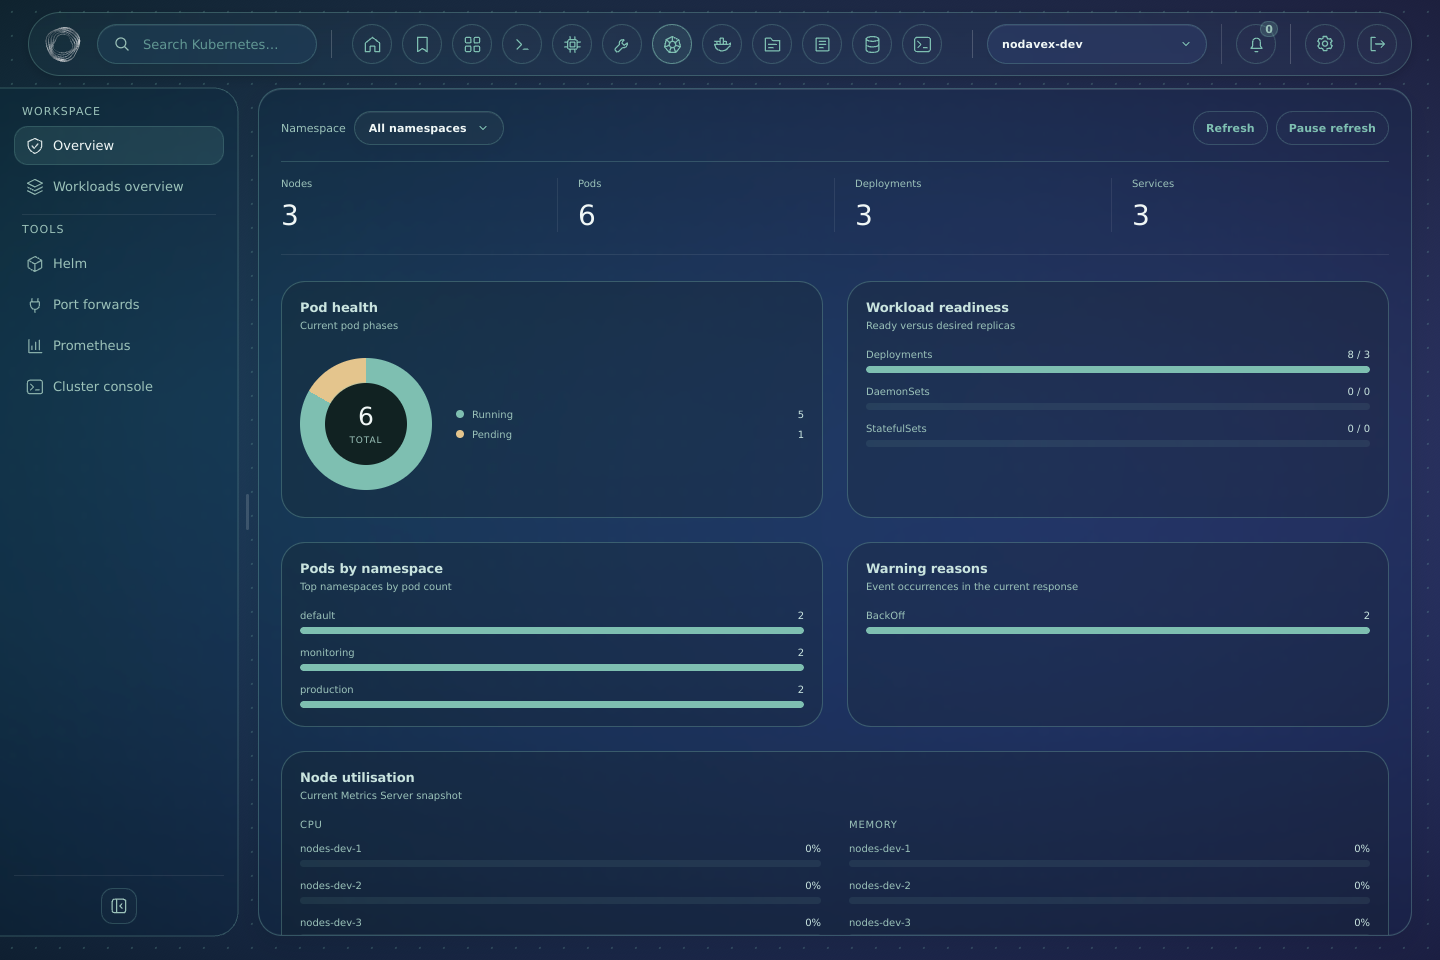 Search Kubernetes...
nodavex-dev
0
WORKSPACE
Overview
Workloads overview
TOOLS
Helm
Port forwards
Prometheus
Cluster console
Namespace All namespaces
Refresh Pause refresh
Nodes Pods Deployments Services
3 6 3 3
Pod health
Current pod phases
6
TOTAL
Running 5
Pending 1
Workload readiness
Ready versus desired replicas
Deployments 8 / 3
DaemonSets 0 / 0
StatefulSets 0 / 0
Pods by namespace
Top namespaces by pod count
default 2
monitoring 2
production 2
Warning reasons
Event occurrences in the current response
BackOff 2
Node utilisation
Current Metrics Server snapshot
CPU
nodes-dev-1 0%
nodes-dev-2 0%
nodes-dev-3 0%
MEMORY
nodes-dev-1 0%
nodes-dev-2 0%
nodes-dev-3 0%